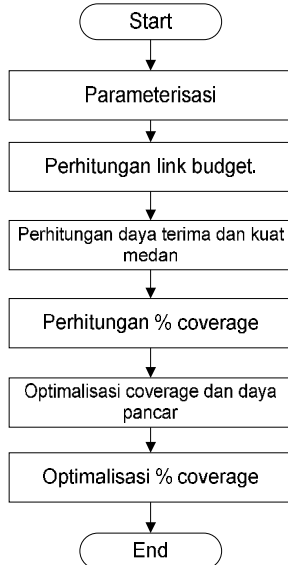 Start
Parameterisasi
Perhitungan link budget.
Perhitungan daya terima dan kuat
medan
Perhitungan % coverage
Optimalisasi coverage dan daya
pancar
Optimalisasi % coverage
End